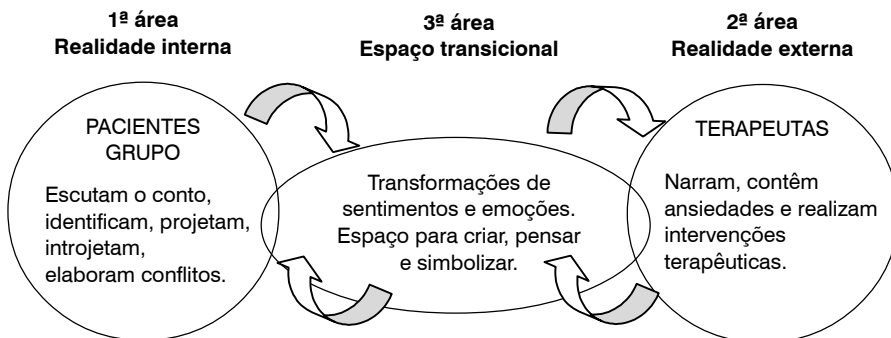 1ª área
Realidade interna
3ª área
Espaço transicional
2ª área
Realidade externa
PACIENTES
GRUPO
Escutam o conto,
identificam, projetam,
introjetam,
elaboram conflitos.
Transformações de
sentimentos e emoções.
Espaço para criar, pensar
e simbolizar.
TERAPEUTAS
Narram, contêm
ansiedades e realizam
intervenções
terapêuticas.